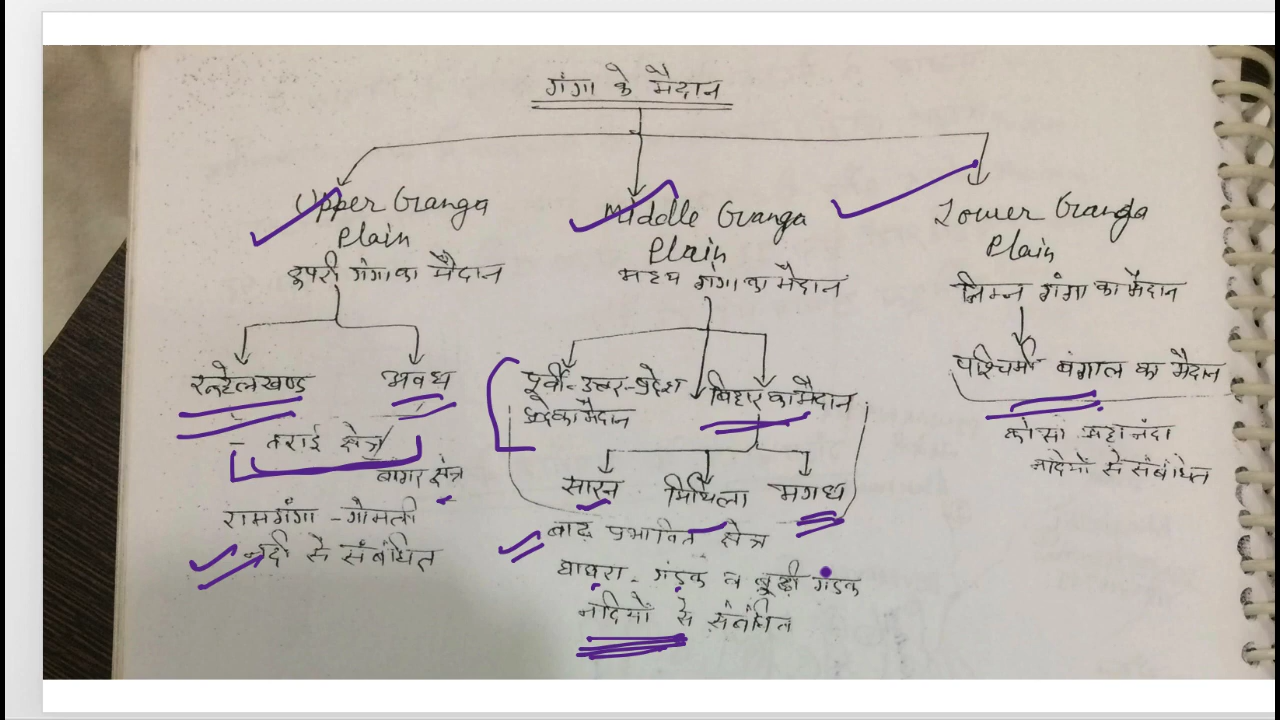 गंगा के मैदान
Upper Ganga
Plain
ऊपरी गंगा का मैदान
रूहेलखण्ड
अवध
- तराई क्षेत्र
बांगर क्षेत्र
रामगंगा - गोमती
नदी से संबंधित
Middle Ganga
Plain
मध्य गंगा का मैदान
पूर्वी-उत्तर-प्रदेश
का मैदान
बिहार का मैदान
सारन
मिथिला
मगध
बाढ़ प्रभावित क्षेत्र
घाघरा - गंडक व बूढ़ी गंडक
नदियों से संबंधित
Lower Ganga
Plain
निम्न गंगा का मैदान
पश्चिमी बंगाल का मैदान
कोसी महानंदा
नदियों से संबंधित